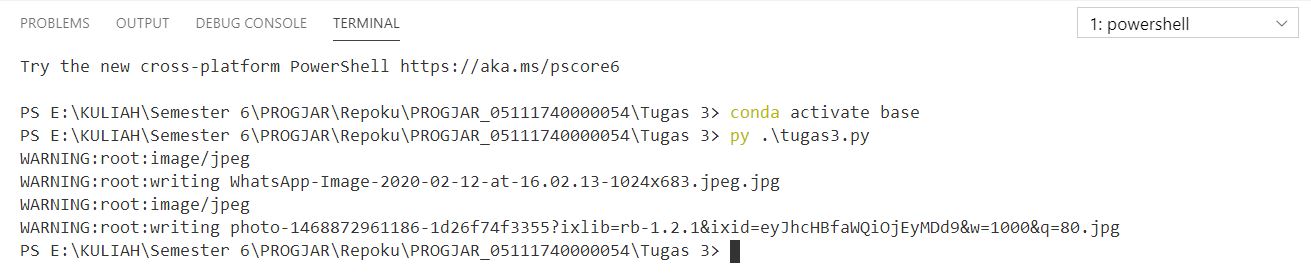 PROBLEMS OUTPUT DEBUG CONSOLE TERMINAL 1: powershell
Try the new cross-platform PowerShell https://aka.ms/pscore6
PS E:\KULIAH\Semester 6\PROGJAR\Repoku\PROGJAR_05111740000054\Tugas 3> conda activate base
PS E:\KULIAH\Semester 6\PROGJAR\Repoku\PROGJAR_05111740000054\Tugas 3> py .\tugas3.py
WARNING:root:image/jpeg
WARNING:root:writing WhatsApp-Image-2020-02-12-at-16.02.13-1024x683.jpeg.jpg
WARNING:root:image/jpeg
WARNING:root:writing photo-1468872961186-1d26f74f3355?ixlib=rb-1.2.1&ixid=eyJhcHBfaWQiOjEyMDd9&w=1000&q=80.jpg
PS E:\KULIAH\Semester 6\PROGJAR\Repoku\PROGJAR_05111740000054\Tugas 3>